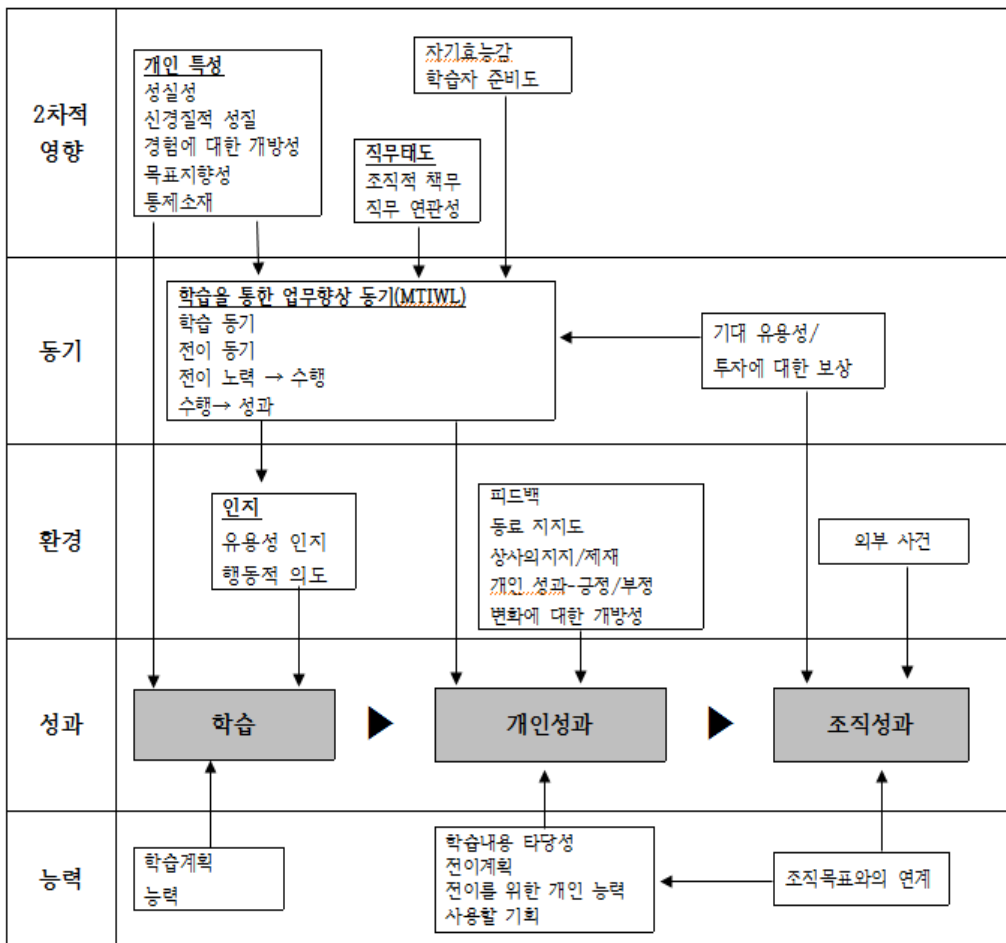 2차적
영향
개인 특성
성실성
신경질적 성질
경험에 대한 개방성
목표지향성
통제소재
자기효능감
학습자 준비도
직무태도
조직적 책무
직무 연관성
동기
학습을 통한 업무향상 동기(MTIWL)
학습 동기
전이 동기
전이 노력 → 수행
수행→ 성과
기대 유용성/
투자에 대한 보상
환경
인지
유용성 인지
행동적 의도
피드백
동료 지지도
상사의지지/제재
개인 성과-긍정/부정
변화에 대한 개방성
외부 사건
성과
학습
개인성과
조직성과
능력
학습계획
능력
학습내용 타당성
전이계획
전이를 위한 개인 능력
사용할 기회
조직목표와의 연계